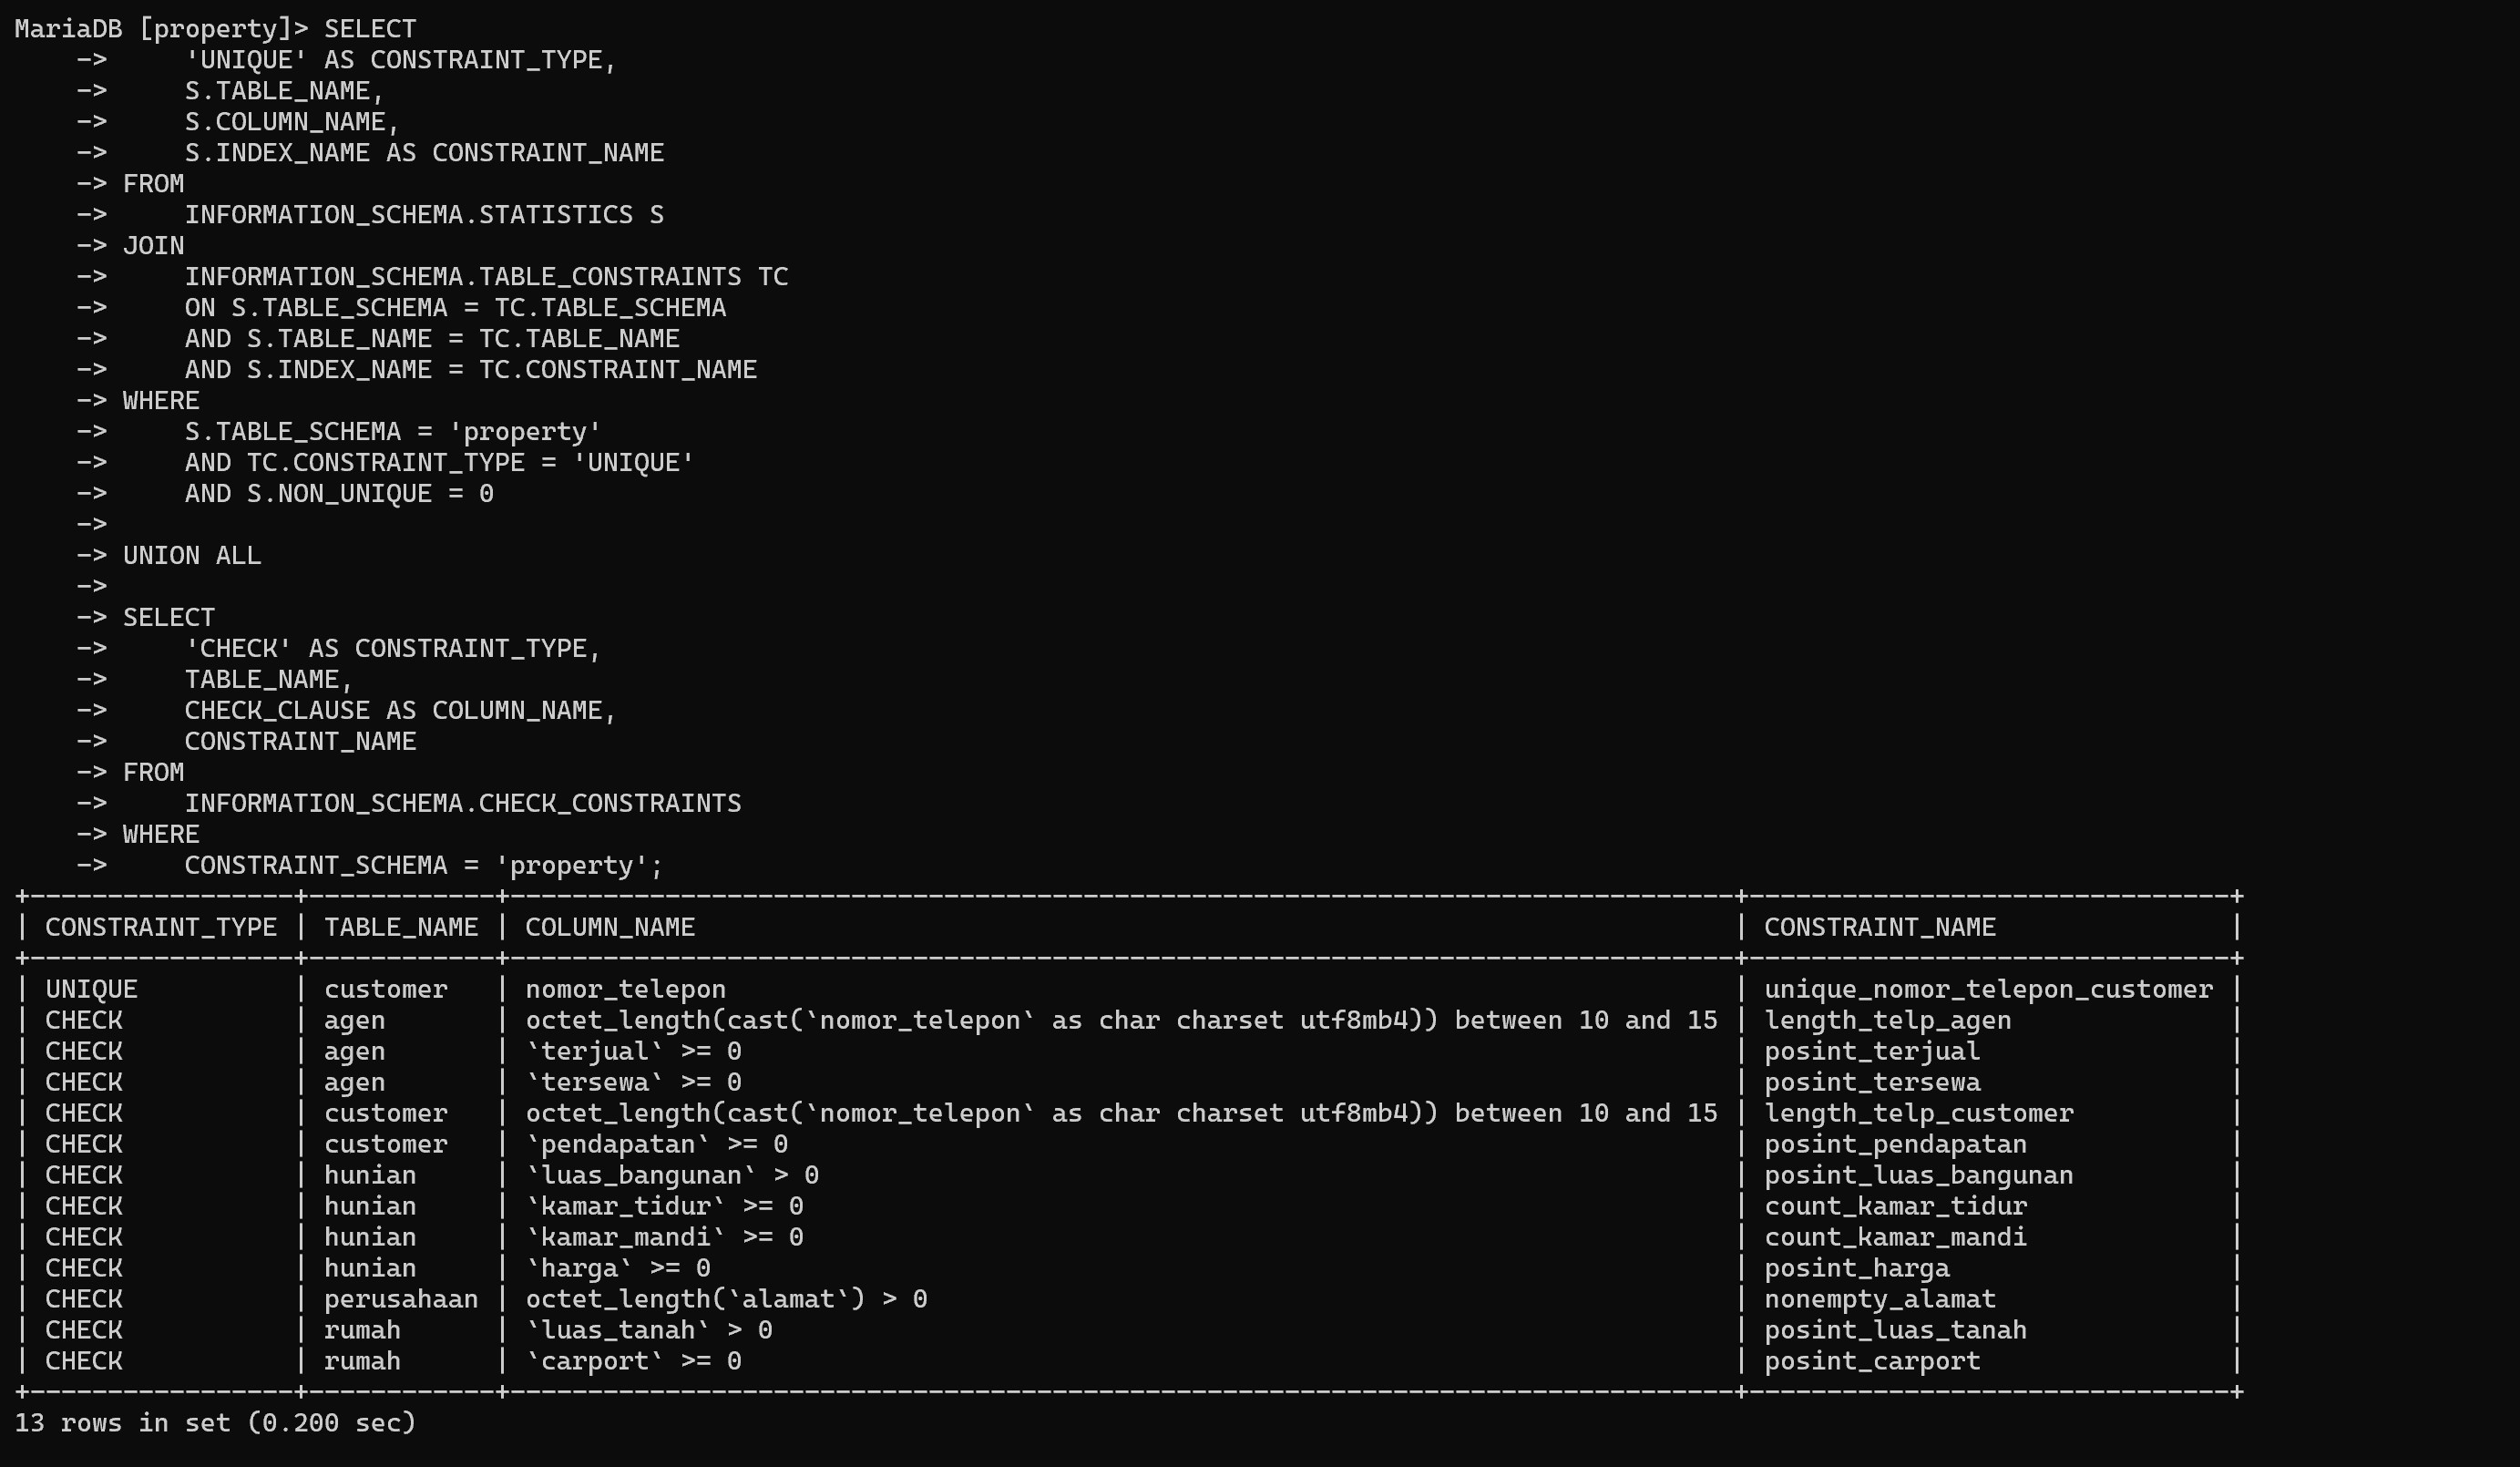 MariaDB [property]> SELECT
    ->     'UNIQUE' AS CONSTRAINT_TYPE,
    ->     S.TABLE_NAME,
    ->     S.COLUMN_NAME,
    ->     S.INDEX_NAME AS CONSTRAINT_NAME
    -> FROM
    ->     INFORMATION_SCHEMA.STATISTICS S
    -> JOIN
    ->     INFORMATION_SCHEMA.TABLE_CONSTRAINTS TC
    ->     ON S.TABLE_SCHEMA = TC.TABLE_SCHEMA
    ->     AND S.TABLE_NAME = TC.TABLE_NAME
    ->     AND S.INDEX_NAME = TC.CONSTRAINT_NAME
    -> WHERE
    ->     S.TABLE_SCHEMA = 'property'
    ->     AND TC.CONSTRAINT_TYPE = 'UNIQUE'
    ->     AND S.NON_UNIQUE = 0
    ->
    -> UNION ALL
    ->
    -> SELECT
    ->     'CHECK' AS CONSTRAINT_TYPE,
    ->     TABLE_NAME,
    ->     CHECK_CLAUSE AS COLUMN_NAME,
    ->     CONSTRAINT_NAME
    -> FROM
    ->     INFORMATION_SCHEMA.CHECK_CONSTRAINTS
    -> WHERE
    ->     CONSTRAINT_SCHEMA = 'property';
+-----------------+------------+-------------------------------------------------------------------------------+-------------------------------+
| CONSTRAINT_TYPE | TABLE_NAME | COLUMN_NAME                                                                   | CONSTRAINT_NAME               |
+-----------------+------------+-------------------------------------------------------------------------------+-------------------------------+
| UNIQUE          | customer   | nomor_telepon                                                                 | unique_nomor_telepon_customer |
| CHECK           | agen       | octet_length(cast(`nomor_telepon` as char charset utf8mb4)) between 10 and 15 | length_telp_agen              |
| CHECK           | agen       | `terjual` >= 0                                                                | posint_terjual                |
| CHECK           | agen       | `tersewa` >= 0                                                                | posint_tersewa                |
| CHECK           | customer   | octet_length(cast(`nomor_telepon` as char charset utf8mb4)) between 10 and 15 | length_telp_customer          |
| CHECK           | customer   | `pendapatan` >= 0                                                             | posint_pendapatan             |
| CHECK           | hunian     | `luas_bangunan` > 0                                                           | posint_luas_bangunan          |
| CHECK           | hunian     | `kamar_tidur` >= 0                                                            | count_kamar_tidur             |
| CHECK           | hunian     | `kamar_mandi` >= 0                                                            | count_kamar_mandi             |
| CHECK           | hunian     | `harga` >= 0                                                                  | posint_harga                  |
| CHECK           | perusahaan | octet_length(`alamat`) > 0                                                    | nonempty_alamat               |
| CHECK           | rumah      | `luas_tanah` > 0                                                              | posint_luas_tanah             |
| CHECK           | rumah      | `carport` >= 0                                                                | posint_carport                |
+-----------------+------------+-------------------------------------------------------------------------------+-------------------------------+
13 rows in set (0.200 sec)